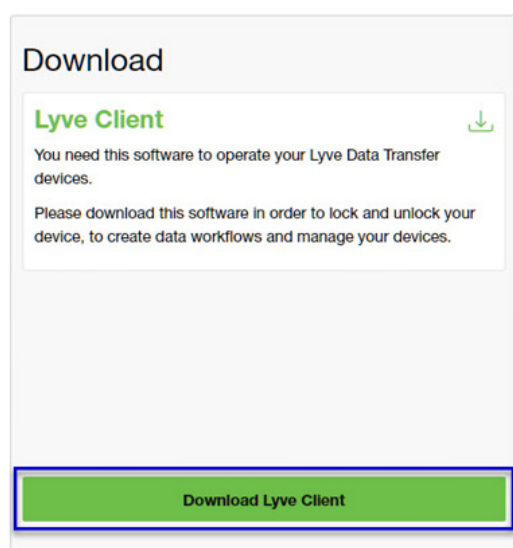 Download
Lyve Client
You need this software to operate your Lyve Data Transfer
devices.
Please download this software in order to lock and unlock your
device, to create data workflows and manage your devices.
Download Lyve Client